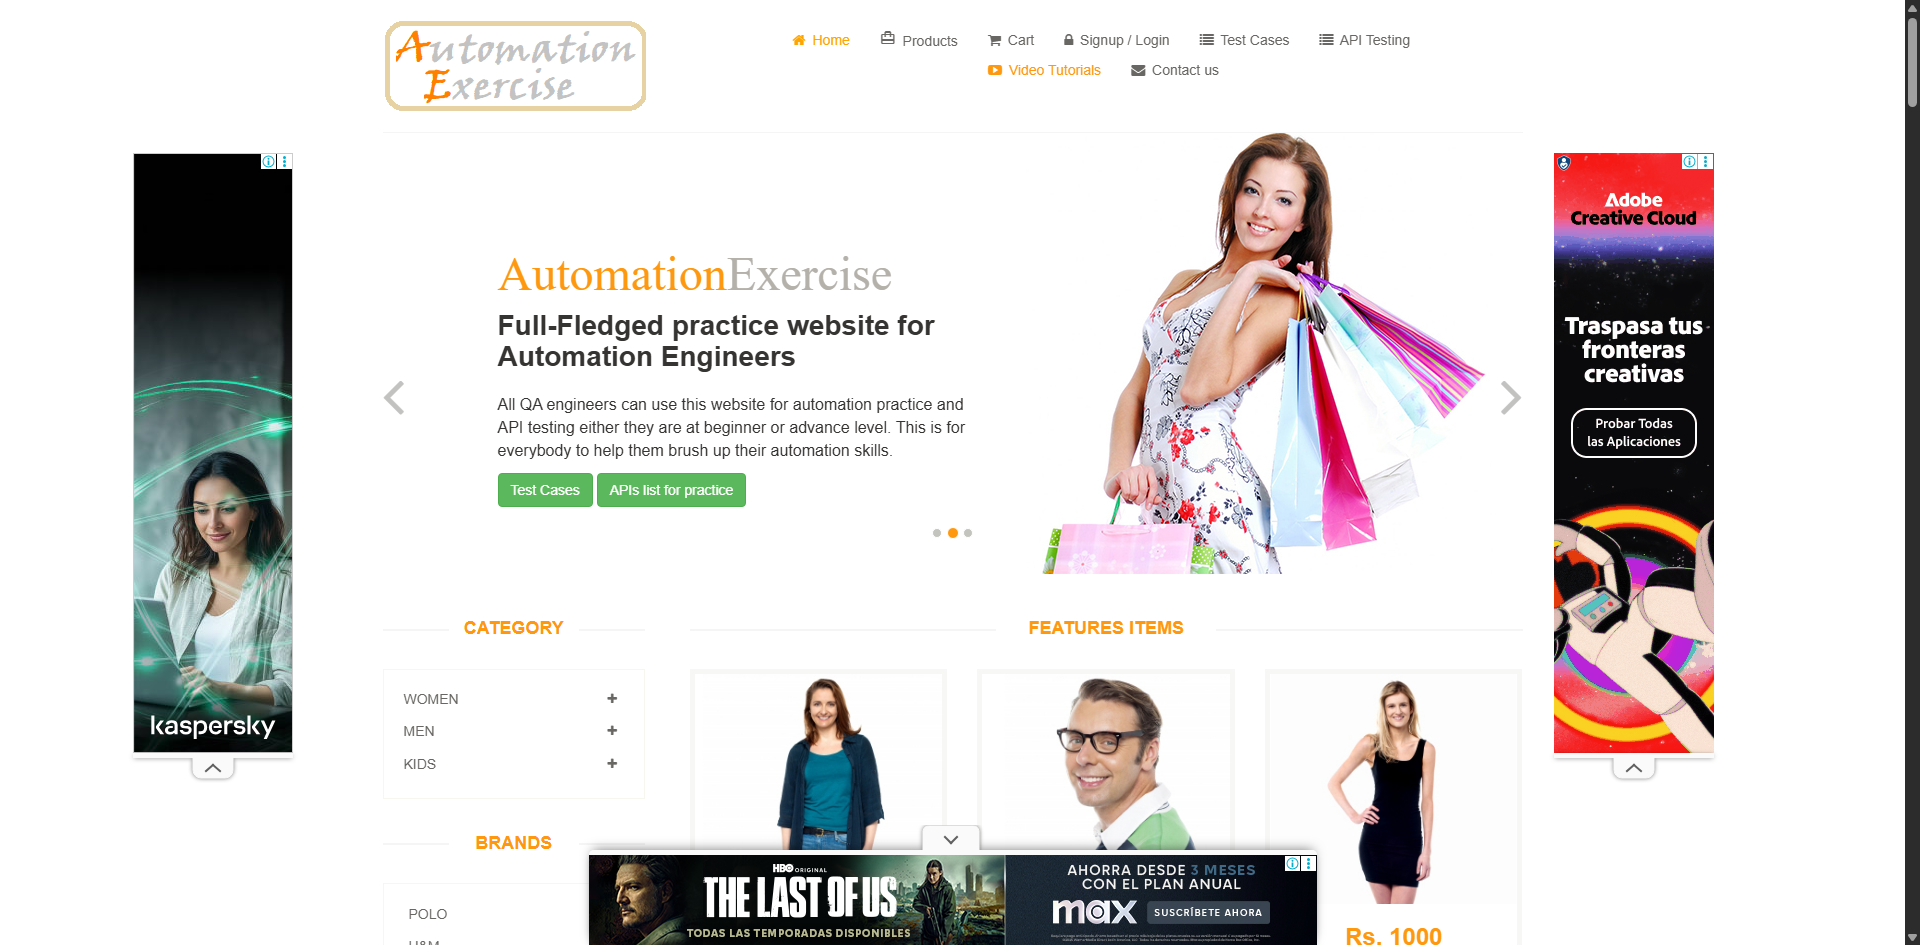 Automation
Exercise
Home
Products
Cart
Signup / Login
Test Cases
API Testing
Video Tutorials
Contact us
kaspersky
AutomationExercise
Full-Fledged practice website for
Automation Engineers
All QA engineers can use this website for automation practice and
API testing either they are at beginner or advance level. This is for
everybody to help them brush up their automation skills.
Test Cases
APIs list for practice
Adobe
Creative Cloud
Traspasa tus
fronteras
creativas
Probar Todas
las Aplicaciones
CATEGORY
WOMEN
MEN
KIDS
BRANDS
POLO
H&M
FEATURES ITEMS
Rs. 1000
HBO ORIGINAL
THE LAST OF US
TODAS LAS TEMPORADAS DISPONIBLES
AHORRA DESDE 3 MESES
CON EL PLAN ANUAL
max
SUSCRÍBETE AHORA